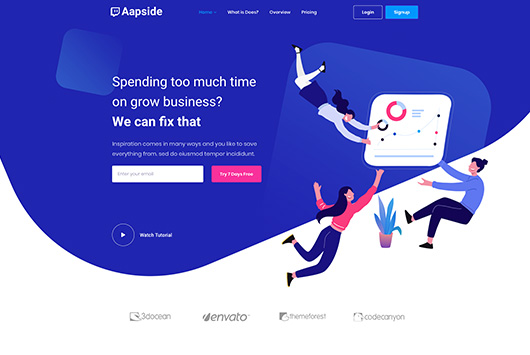 Aapside
Home
What is Does?
Overview
Pricing
Login
Signup
Spending too much time
on grow business?
We can fix that
Inspiration comes in many ways and you like to save
everything from. sed do eiusmod tempor incididunt.
Enter your email
Try 7 Days Free
Watch Tutorial
3docean
envato
themeforest
codecanyon